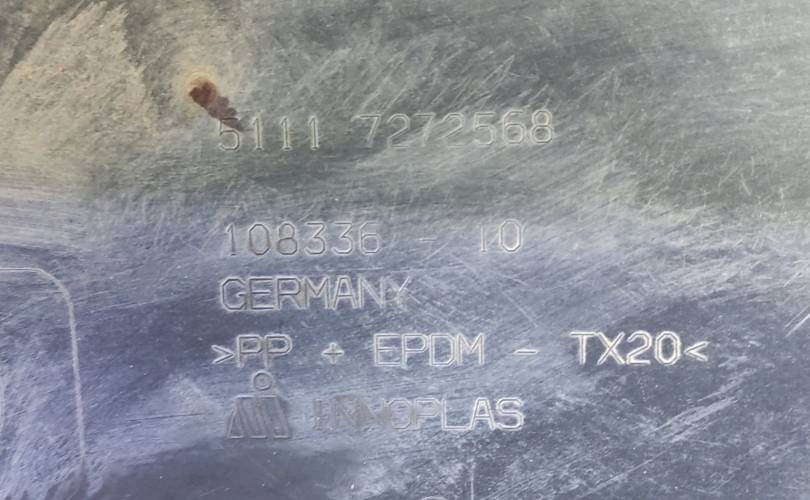 5111 7272568
108336 - 10
GERMANY
>PP + EPDM - TX20<
INNOPLAS